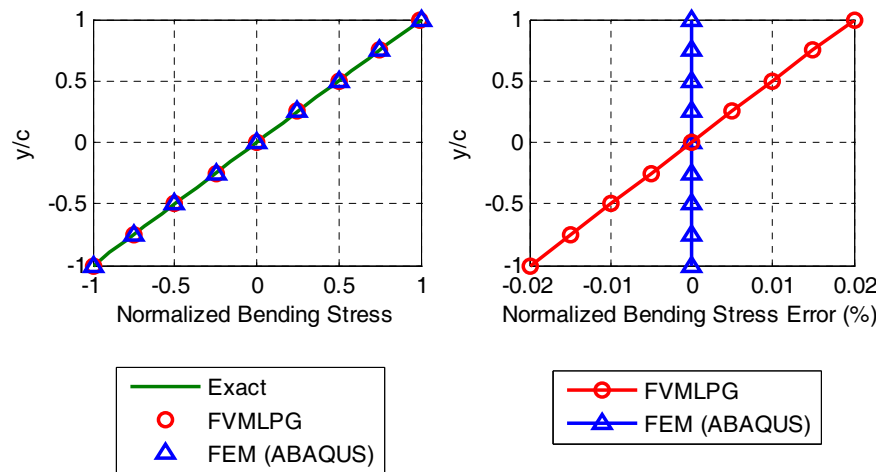 1
0.5
0
-0.5
-1
y/c
-1
-0.5
0
0.5
1
Normalized Bending Stress
Exact
FVMLPG
FEM (ABAQUS)
1
0.5
0
-0.5
-1
y/c
-0.02
-0.01
0
0.01
0.02
Normalized Bending Stress Error (%)
FVMLPG
FEM (ABAQUS)